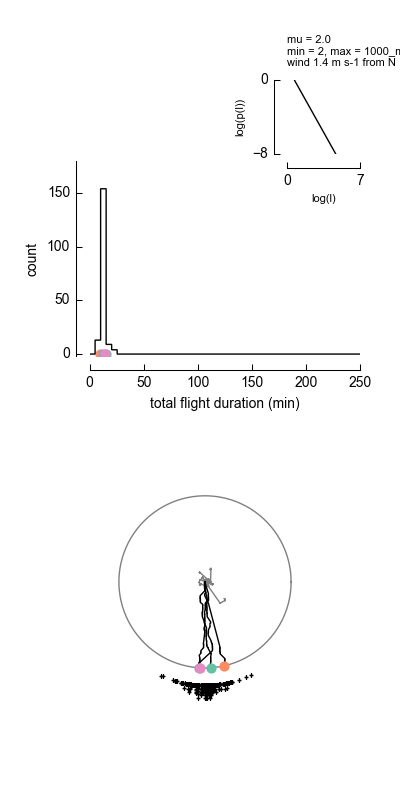 mu = 2.0
min = 2, max = 1000_m
wind 1.4 m s-1 from N
0
log(p(l))
−8
0
7
log(l)
150
count
100
50
0
0
50
100
150
200
250
total flight duration (min)